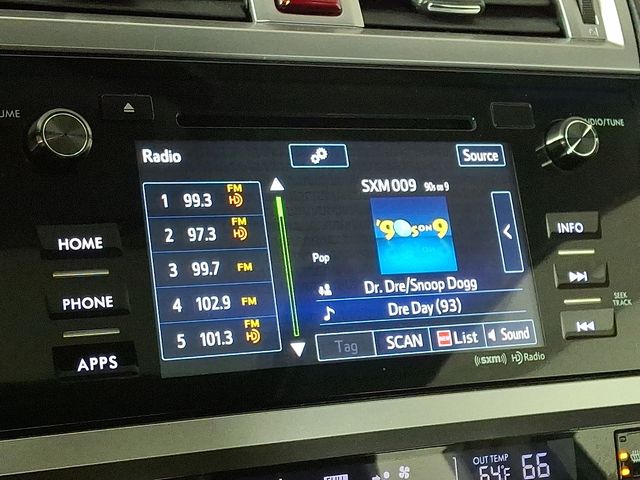 UME
AUDIO/TUNE
Radio
Source
SXM 009 90s on 9
1 99.3 FM HD
2 97.3 FM HD
3 99.7 FM
4 102.9 FM
5 101.3 FM HD
'90s ON 9
Pop
Dr. Dre/Snoop Dogg
Dre Day (93)
Tag SCAN List Sound
((SXM)) HD Radio
HOME
PHONE
APPS
INFO
SEEK
TRACK
OUT TEMP
64°F 66